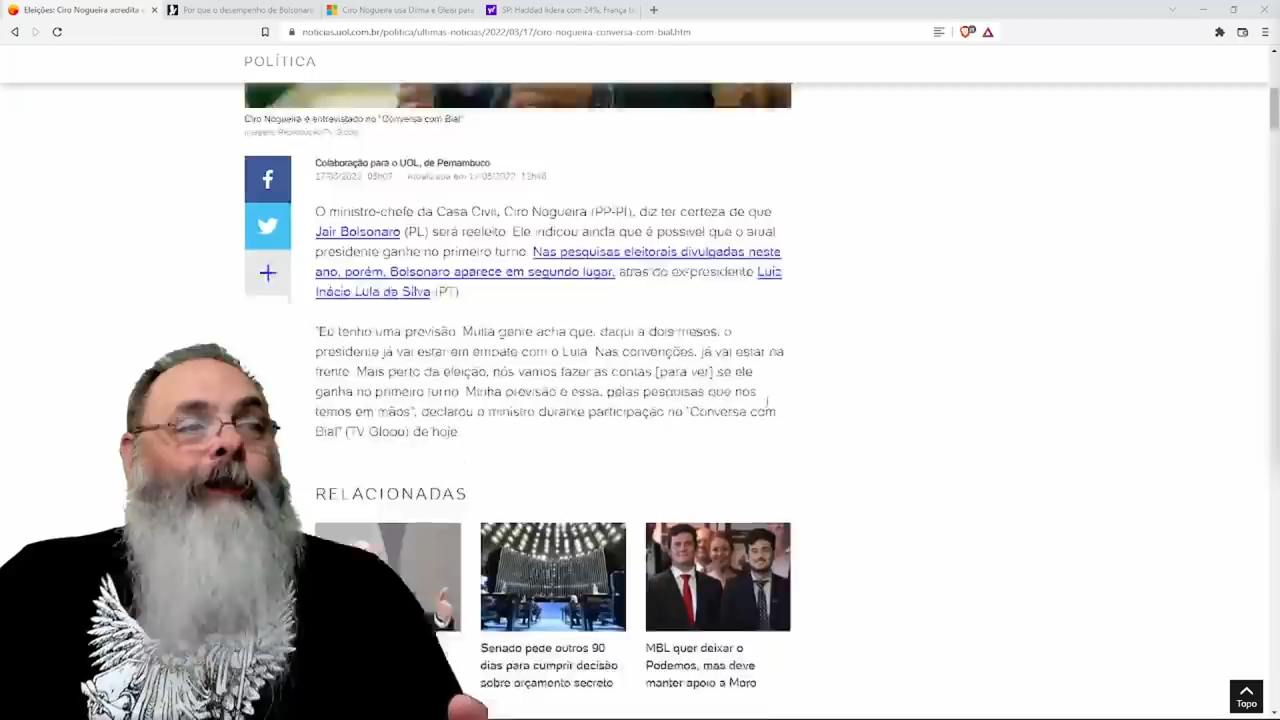 Eleições: Ciro Nogueira acredita
Por que o desempenho de Bolsonaro
Ciro Nogueira usa Dilma e Gleisi para
SP: Haddad lidera com 24%, França
noticias.uol.com.br/politica/ultimas-noticias/2022/03/17/ciro-nogueira-conversa-com-bial.htm
POLÍTICA
Ciro Nogueira é entrevistado no "Conversa com Bial"
Imagem: Reprodução/TV Globo
Colaboração para o UOL, de Pernambuco
17/03/2022
O ministro-chefe da Casa Civil, Ciro Nogueira (PP-PI), diz ter certeza de que
Jair Bolsonaro (PL) será reeleito. Ele indicou ainda que é possível que o atual
presidente ganhe no primeiro turno. Nas pesquisas eleitorais divulgadas neste
ano, porém, Bolsonaro aparece em segundo lugar, atrás do ex-presidente Luiz
Inácio Lula da Silva (PT)
"Eu tenho uma previsão. Muita gente acha que, daqui a dois meses, o
presidente já vai estar em empate com o Lula. Nas convenções, já vai estar na
frente. Mais perto da eleição, nós vamos fazer as contas [para ver] se ele
ganha no primeiro turno. Minha previsão é essa, pelas pesquisas que nós
temos em mãos", declarou o ministro durante participação no "Conversa com
Bial" (TV Globo) de hoje
RELACIONADAS
Senado pede outros 90
dias para cumprir decisão
sobre orçamento secreto
MBL quer deixar o
Podemos, mas deve
manter apoio a Moro
Topo